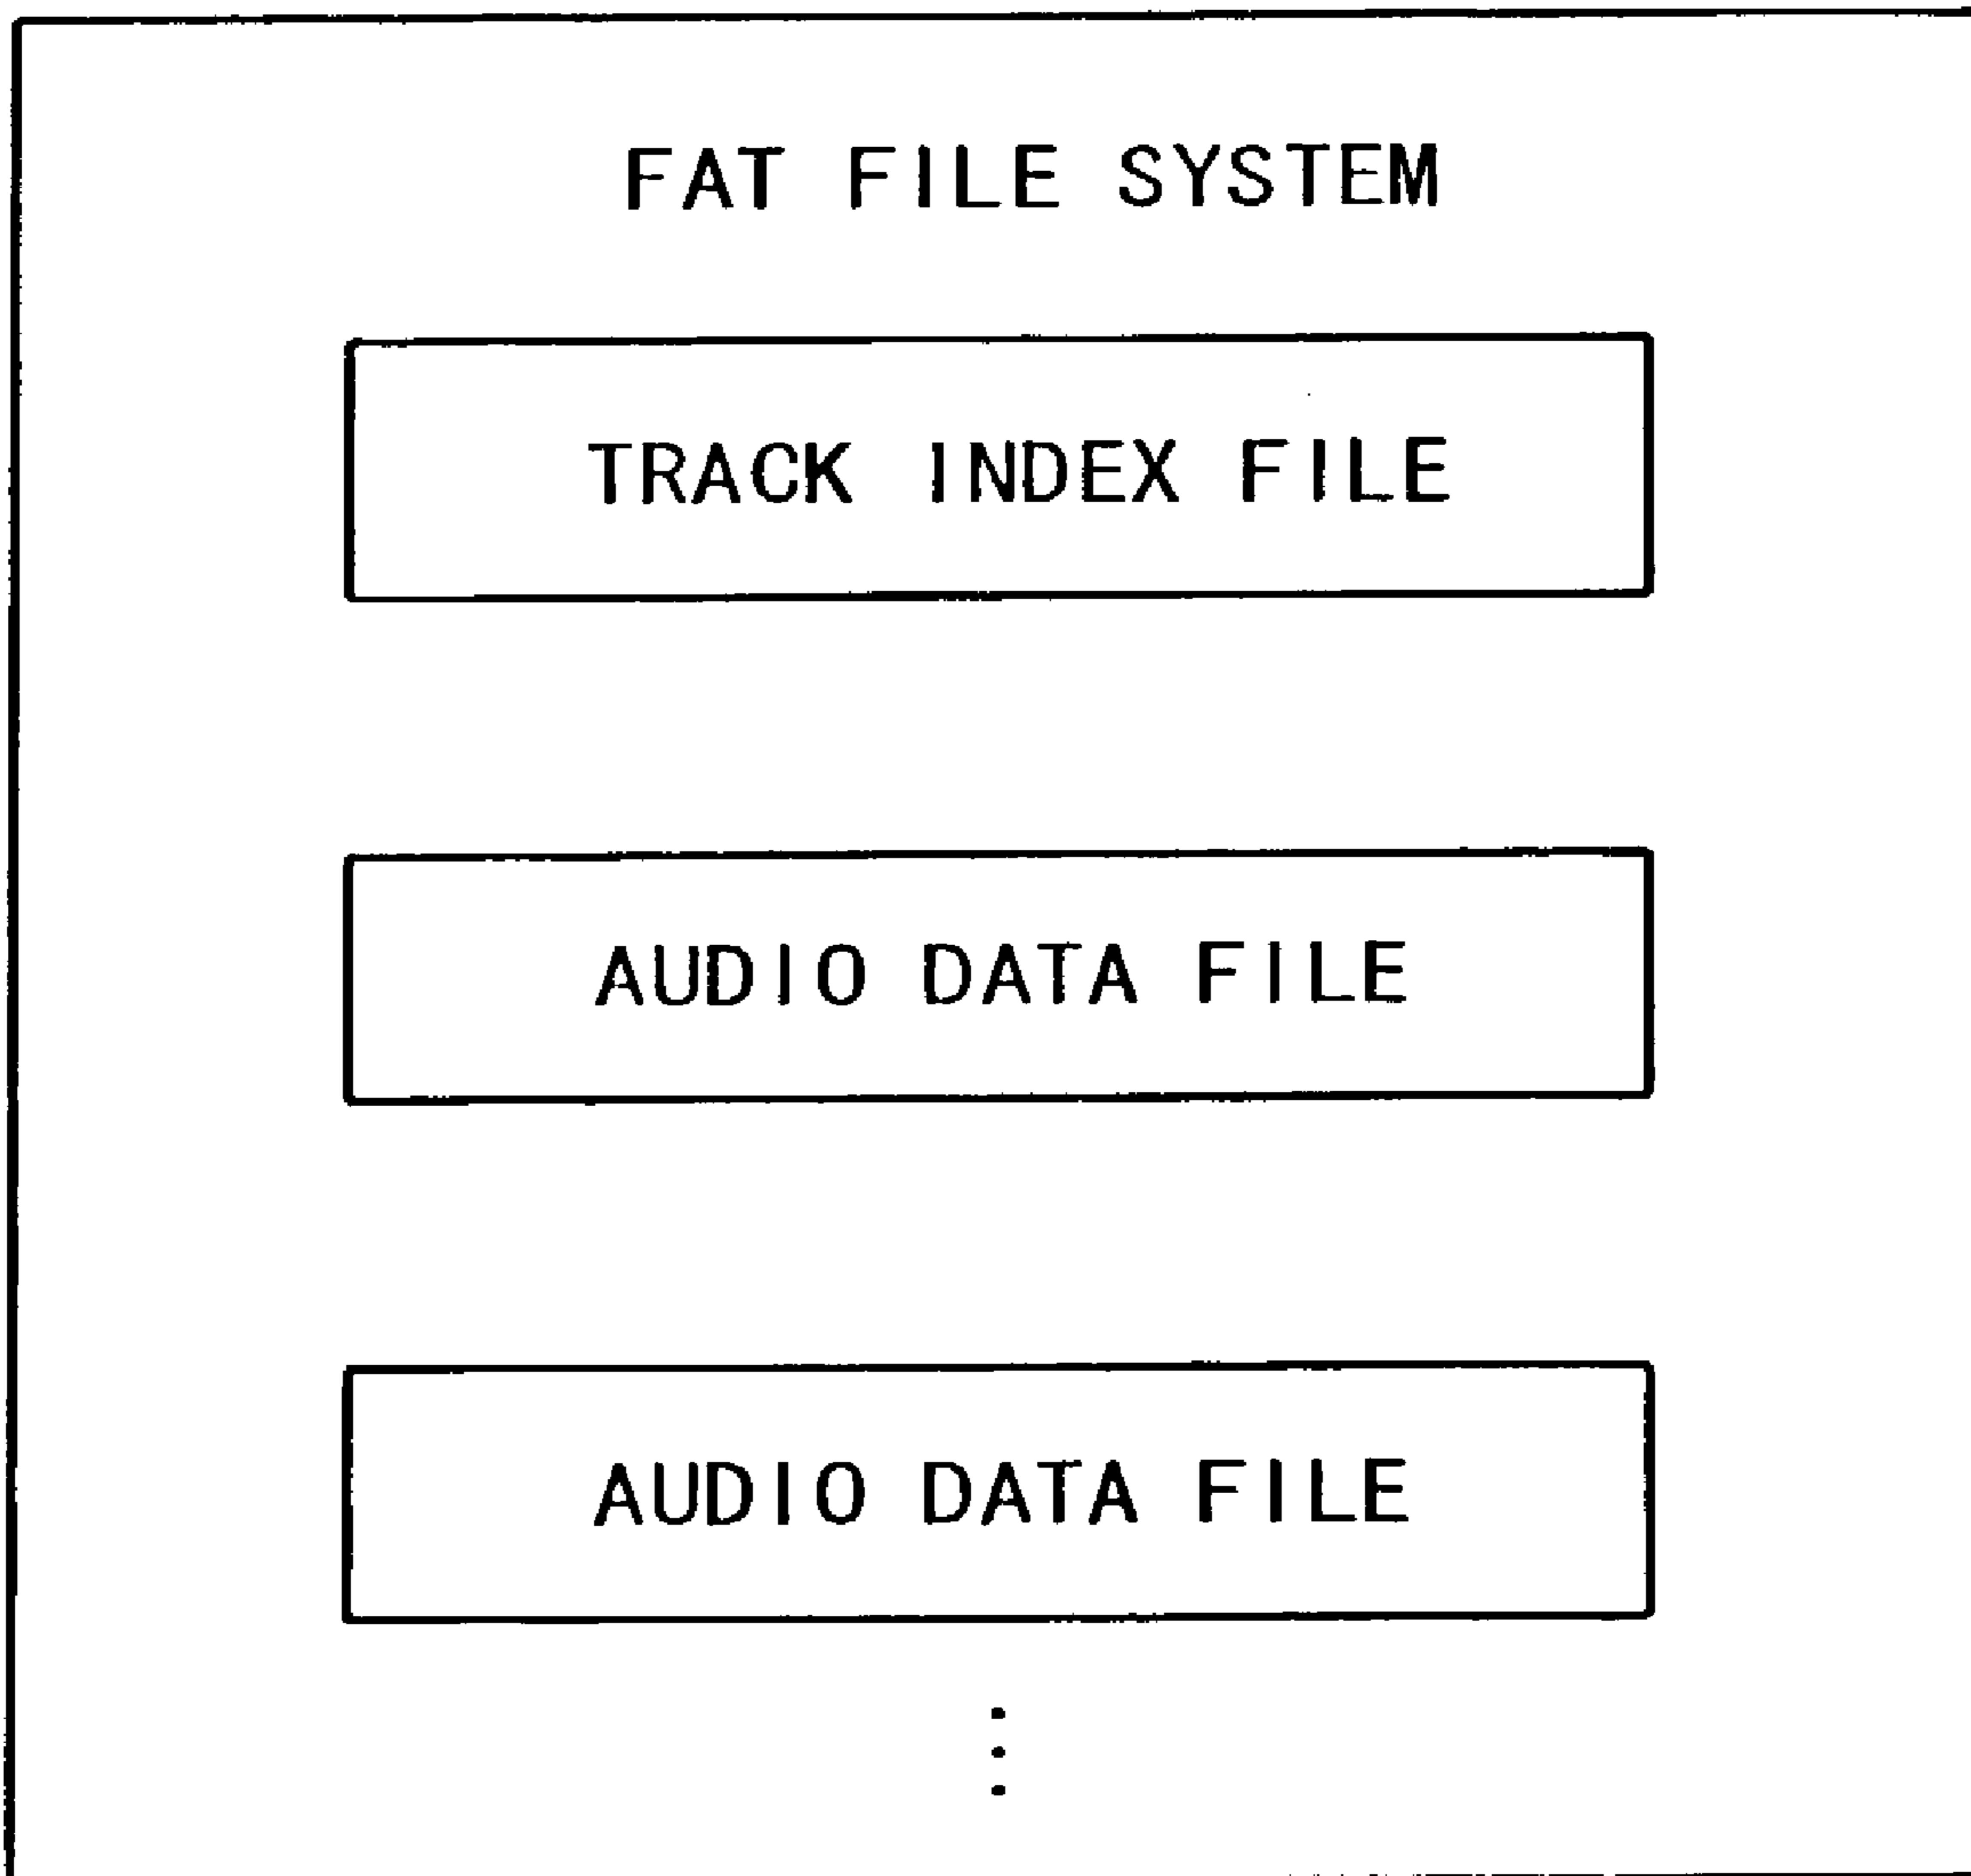 FAT FILE SYSTEM
TRACK INDEX FILE
AUDIO DATA FILE
AUDIO DATA FILE